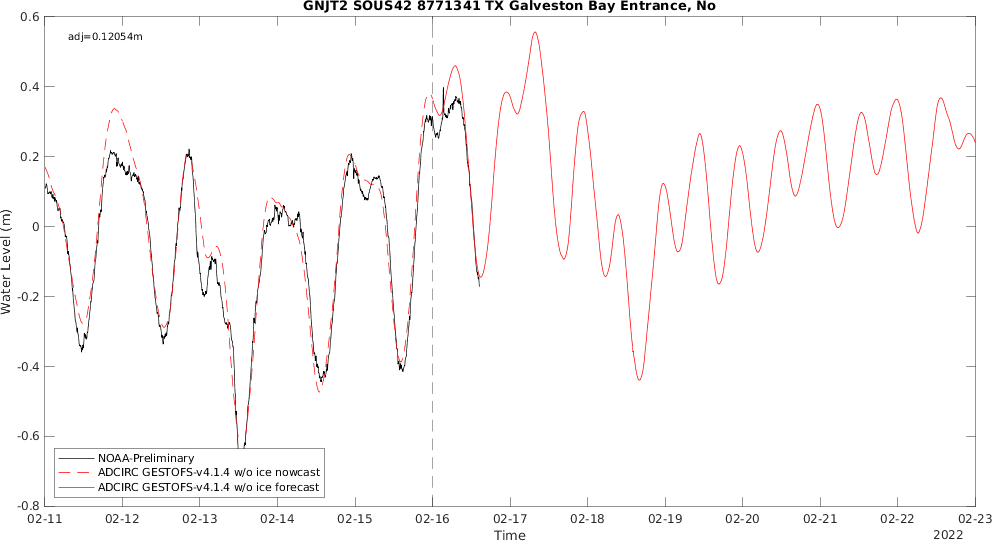 GNJT2 SOUS42 8771341 TX Galveston Bay Entrance, No
adj=0.12054m
0.6
0.4
0.2
0
-0.2
-0.4
-0.6
-0.8
Water Level (m)
NOAA-Preliminary
ADCIRC GESTOFS-v4.1.4 w/o ice nowcast
ADCIRC GESTOFS-v4.1.4 w/o ice forecast
02-11 02-12 02-13 02-14 02-15 02-16 02-17 02-18 02-19 02-20 02-21 02-22 02-23
Time
2022